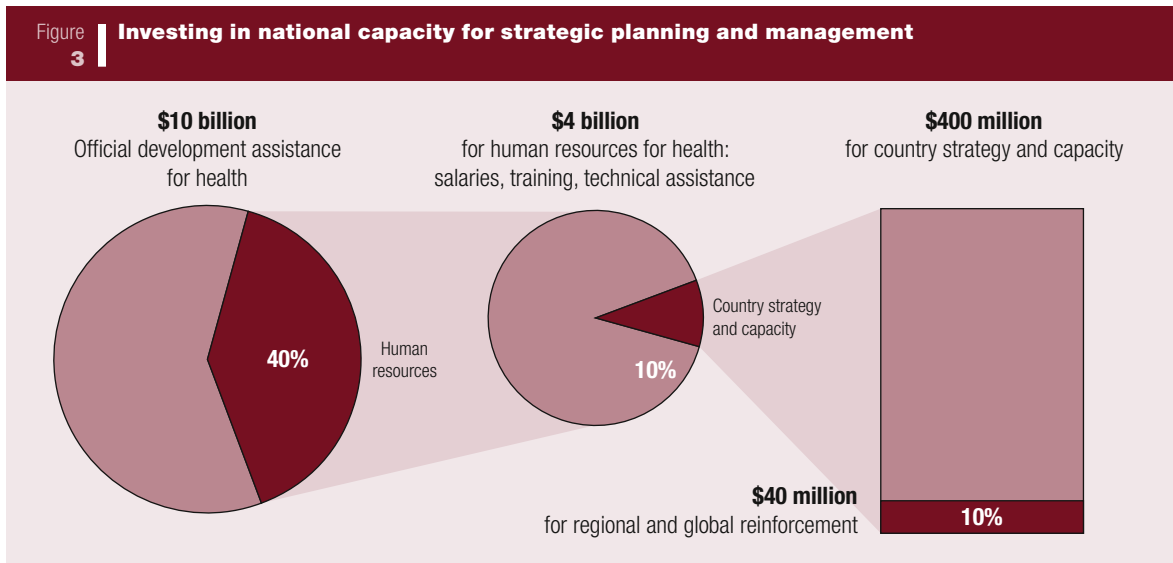 Figure
3
Investing in national capacity for strategic planning and management
$10 billion
Official development assistance
for health
$4 billion
for human resources for health:
salaries, training, technical assistance
$400 million
for country strategy and capacity
40%
Human
resources
Country strategy
and capacity
10%
$40 million
for regional and global reinforcement
10%